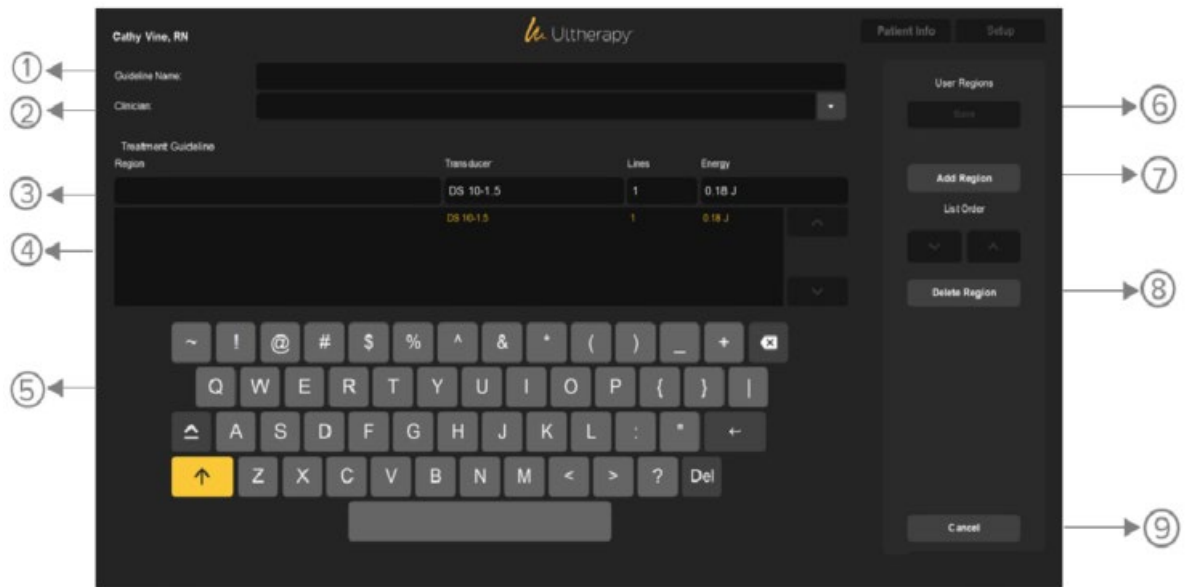 Cathy Vine, RN
Ultherapy
Patient Info
Setup
① Guideline Name:
② Clinician:
User Regions
Save ⑥
Treatment Guideline
Region Transducer Lines Energy
③ DS 10-1.5 1 0.18 J
Add Region ⑦
④ DS 10-1.5 1 0.18 J
List Order
Delete Region ⑧
~ ! @ # $ % ^ & * ( ) _ +
⑤ Q W E R T Y U I O P { } |
A S D F G H J K L : "
Z X C V B N M < > ? Del
Cancel ⑨